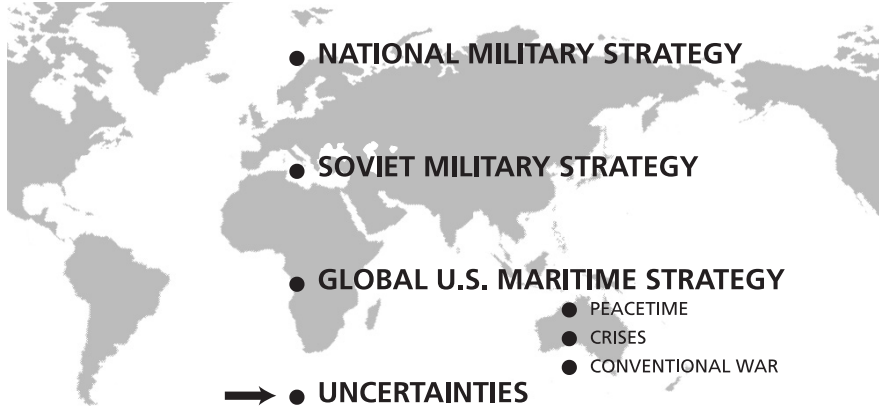 ● NATIONAL MILITARY STRATEGY
● SOVIET MILITARY STRATEGY
● GLOBAL U.S. MARITIME STRATEGY
● PEACETIME
● CRISES
● CONVENTIONAL WAR
● UNCERTAINTIES